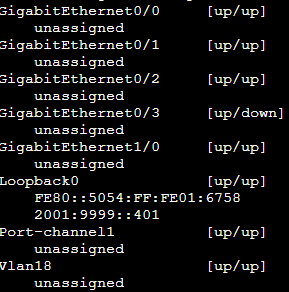 GigabitEthernet0/0 [up/up]
unassigned
GigabitEthernet0/1 [up/up]
unassigned
GigabitEthernet0/2 [up/up]
unassigned
GigabitEthernet0/3 [up/down]
unassigned
GigabitEthernet1/0 [up/up]
unassigned
Loopback0 [up/up]
FE80::5054:FF:FE01:6758
2001:9999::401
Port-channel1 [up/up]
unassigned
Vlan18 [up/up]
unassigned